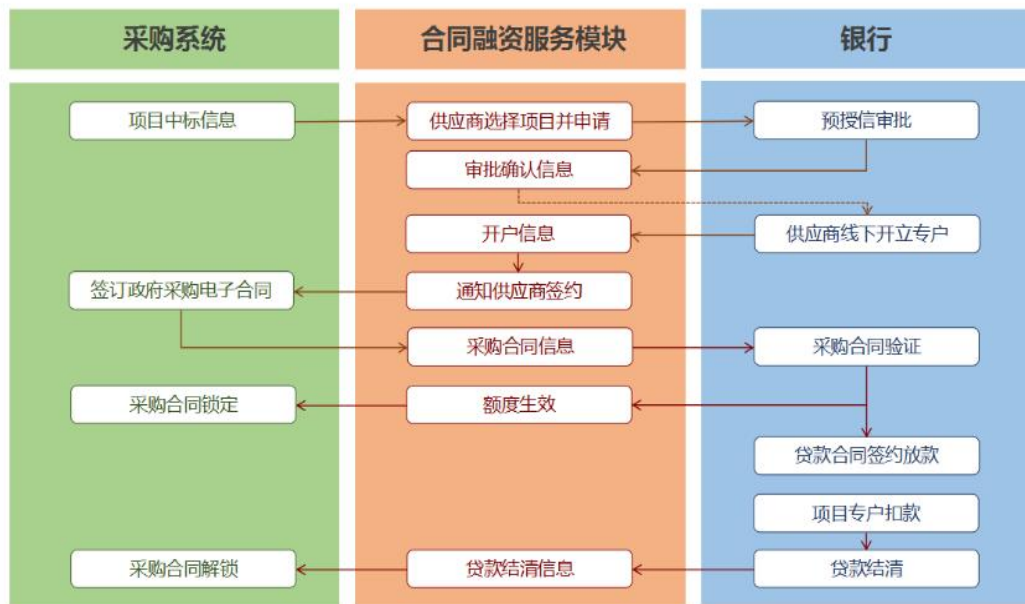 采购系统
合同融资服务模块
银行
项目中标信息
供应商选择项目并申请
预授信审批
审批确认信息
开户信息
供应商线下开立专户
签订政府采购电子合同
通知供应商签约
采购合同信息
采购合同验证
采购合同锁定
额度生效
贷款合同签约放款
项目专户扣款
采购合同解锁
贷款结清信息
贷款结清